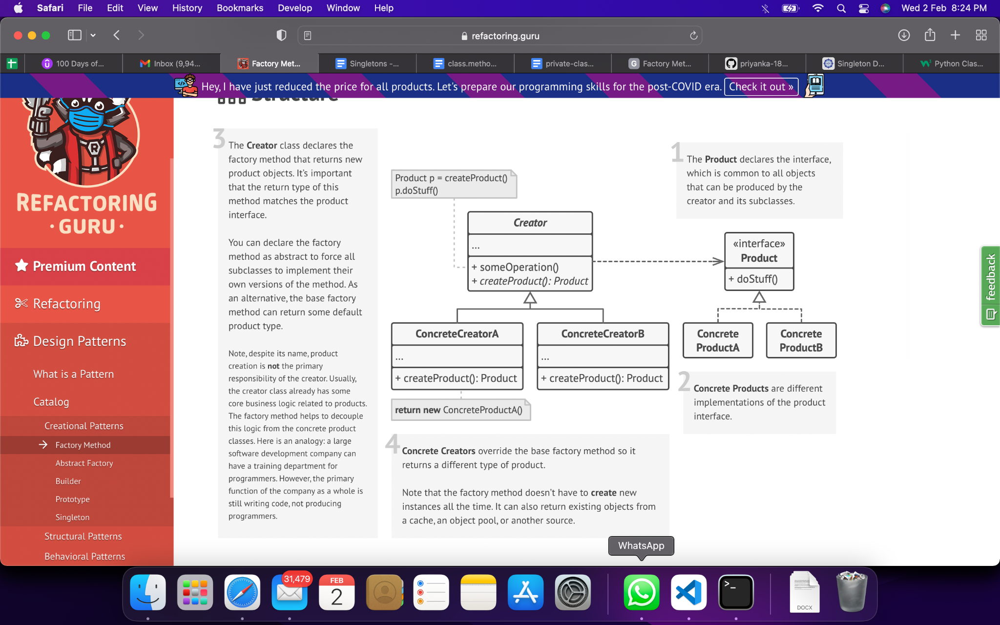 Safari File Edit View History Bookmarks Develop Window Help Wed 2 Feb 8:24 PM
refactoring.guru
100 Days of... Inbox (9,94... Factory Met... Singletons -... class.metho... private-clas... G Factory Met... priyanka-18... Singleton D... Python Clas...
Hey, I have just reduced the price for all products. Let's prepare our programming skills for the post-COVID era. Check it out »
R
REFACTORING
· GURU ·
Premium Content
Refactoring
Design Patterns
What is a Pattern
Catalog
Creational Patterns
→ Factory Method
Abstract Factory
Builder
Prototype
Singleton
Structural Patterns
Behavioral Patterns
Structure
3
The Creator class declares the
factory method that returns new
product objects. It's important
that the return type of this
method matches the product
interface.
You can declare the factory
method as abstract to force all
subclasses to implement their
own versions of the method. As
an alternative, the base factory
method can return some default
product type.
Note, despite its name, product
creation is not the primary
responsibility of the creator. Usually,
the creator class already has some
core business logic related to products.
The factory method helps to decouple
this logic from the concrete product
classes. Here is an analogy: a large
software development company can
have a training department for
programmers. However, the primary
function of the company as a whole is
still writing code, not producing
programmers.
Product p = createProduct()
p.doStuff()
Creator
...
+ someOperation()
+ createProduct(): Product
ConcreteCreatorA
...
+ createProduct(): Product
ConcreteCreatorB
...
+ createProduct(): Product
return new ConcreteProductA()
1
The Product declares the interface,
which is common to all objects
that can be produced by the
creator and its subclasses.
«interface»
Product
+ doStuff()
Concrete
ProductA
Concrete
ProductB
2
Concrete Products are different
implementations of the product
interface.
4
Concrete Creators override the base factory method so it
returns a different type of product.
Note that the factory method doesn't have to create new
instances all the time. It can also return existing objects from
a cache, an object pool, or another source.
feedback
WhatsApp
31,479
FEB
2
>_
DOCX